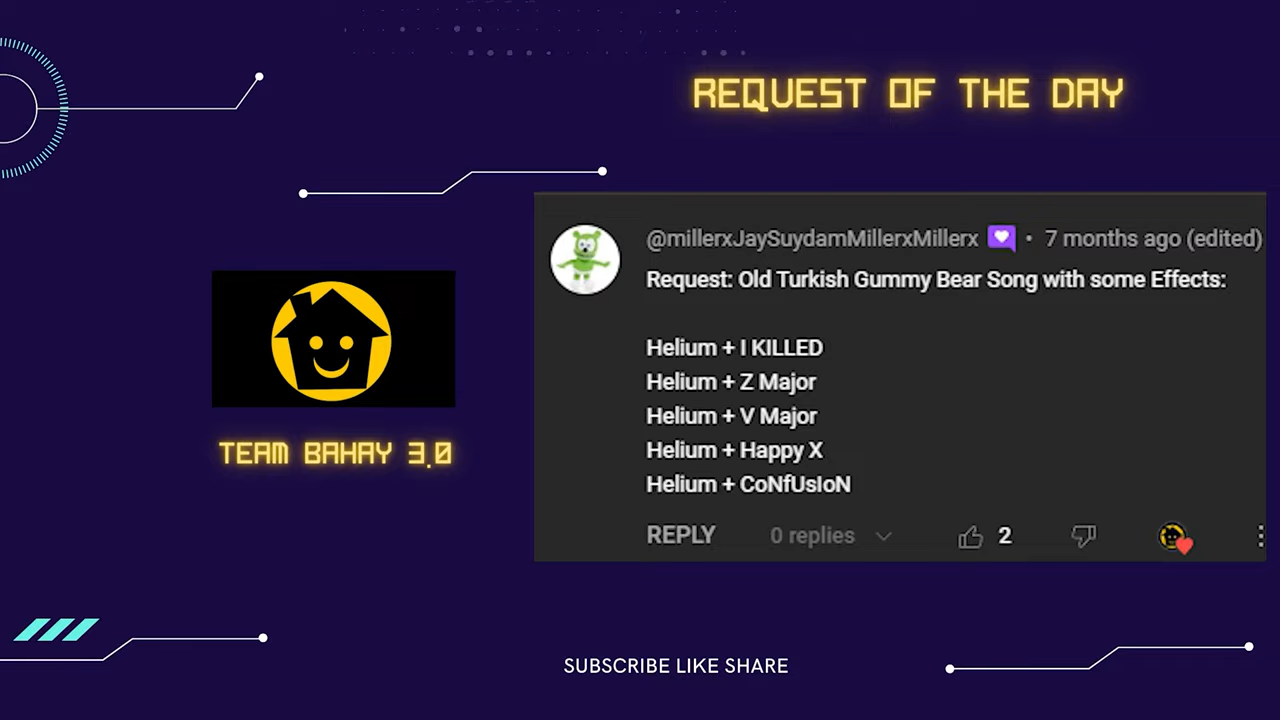 REQUEST OF THE DAY
@millerxJaySuydamMillerxMillerx • 7 months ago (edited)
Request: Old Turkish Gummy Bear Song with some Effects:
Helium + I KILLED
Helium + Z Major
Helium + V Major
Helium + Happy X
Helium + CoNfUsIoN
REPLY 0 replies 2
TEAM BAHAY 3.0
SUBSCRIBE LIKE SHARE